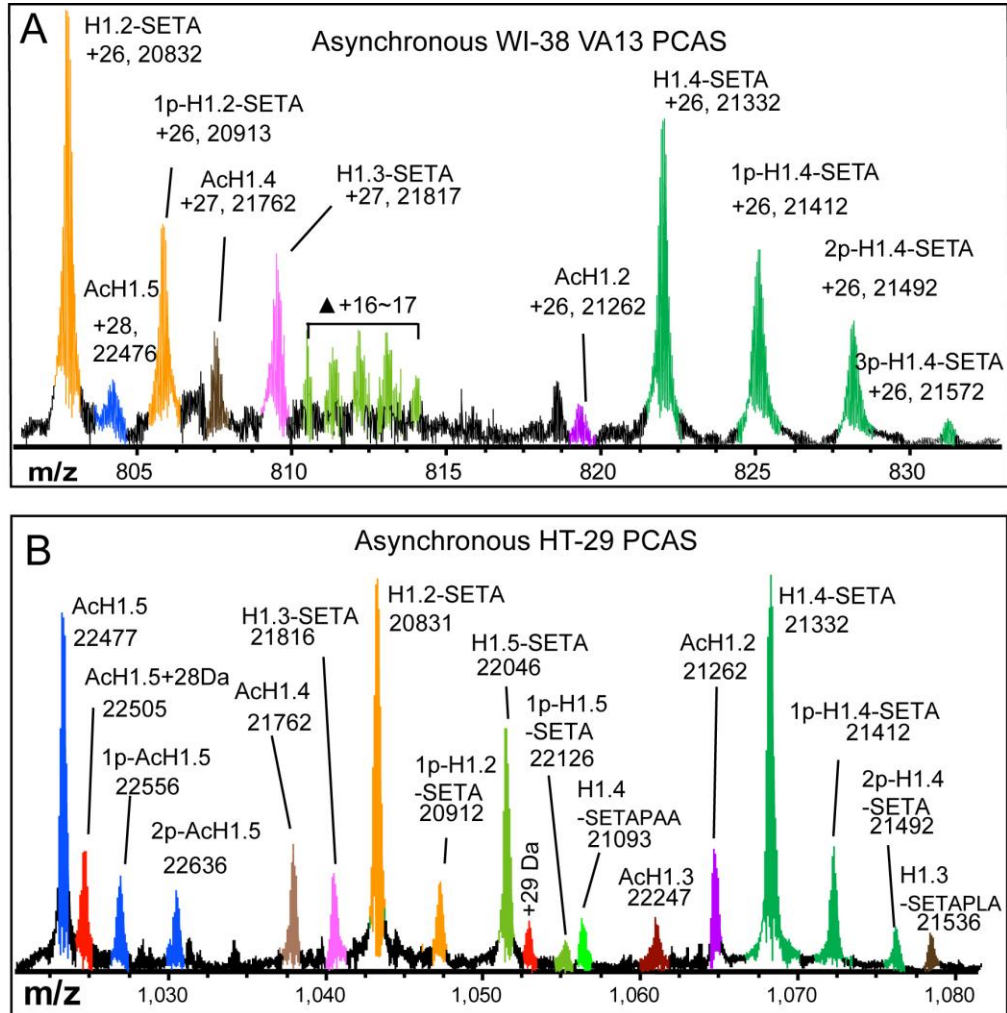 A
Asynchronous WI-38 VA13 PCAS
H1.2-SETA
+26, 20832
1p-H1.2-SETA
+26, 20913
AcH1.4
+27, 21762
H1.3-SETA
+27, 21817
AcH1.5
+28,
22476
▲ +16~17
AcH1.2
+26, 21262
H1.4-SETA
+26, 21332
1p-H1.4-SETA
+26, 21412
2p-H1.4-SETA
+26, 21492
3p-H1.4-SETA
+26, 21572
m/z 805 810 815 820 825 830
B
Asynchronous HT-29 PCAS
AcH1.5
22477
AcH1.5+28Da
22505
1p-AcH1.5
22556
2p-AcH1.5
22636
AcH1.4
21762
H1.3-SETA
21816
H1.2-SETA
20831
1p-H1.2
-SETA
20912
H1.5-SETA
22046
+29 Da
1p-H1.5
-SETA
22126
H1.4
-SETAPAA
21093
AcH1.3
22247
AcH1.2
21262
H1.4-SETA
21332
1p-H1.4-SETA
21412
2p-H1.4
-SETA
21492
H1.3
-SETAPLA
21536
m/z 1,030 1,040 1,050 1,060 1,070 1,080